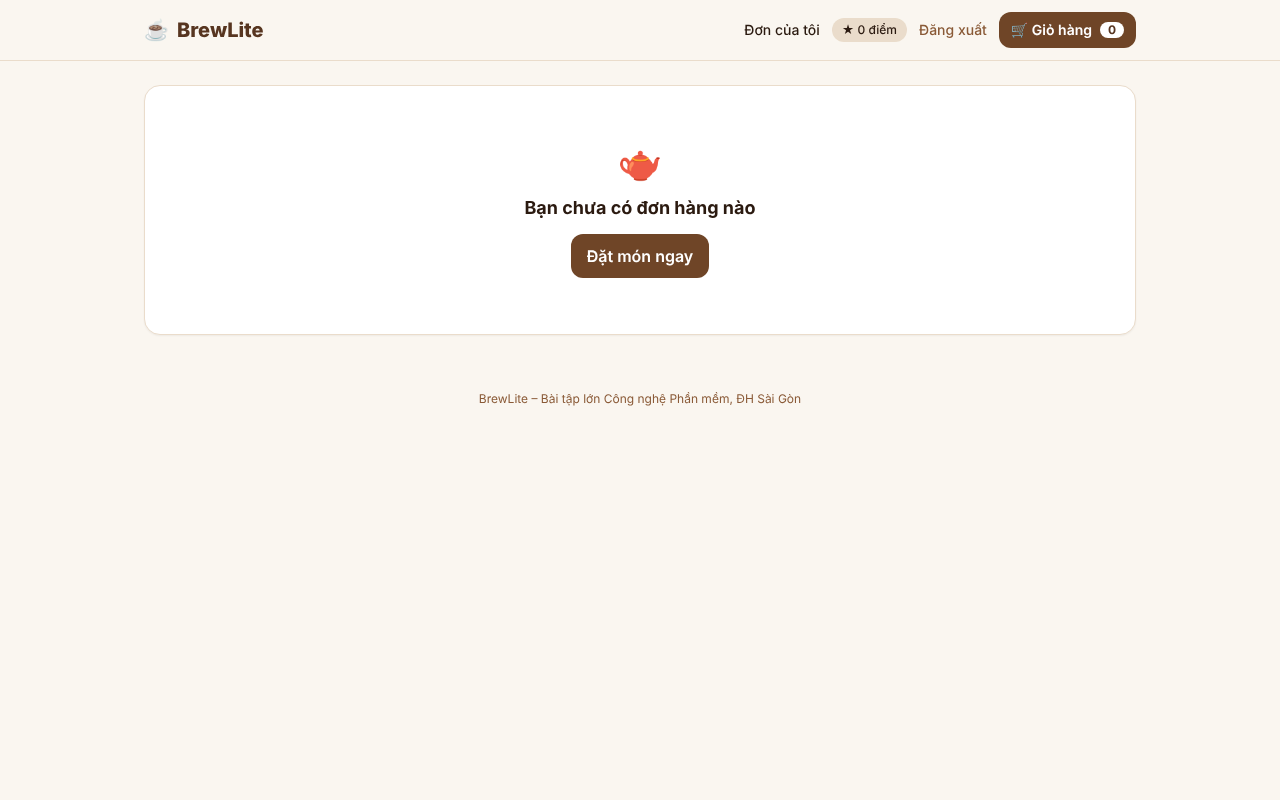 BrewLite
Đơn của tôi
★ 0 điểm
Đăng xuất
Giỏ hàng 0
Bạn chưa có đơn hàng nào
Đặt món ngay
BrewLite – Bài tập lớn Công nghệ Phần mềm, ĐH Sài Gòn